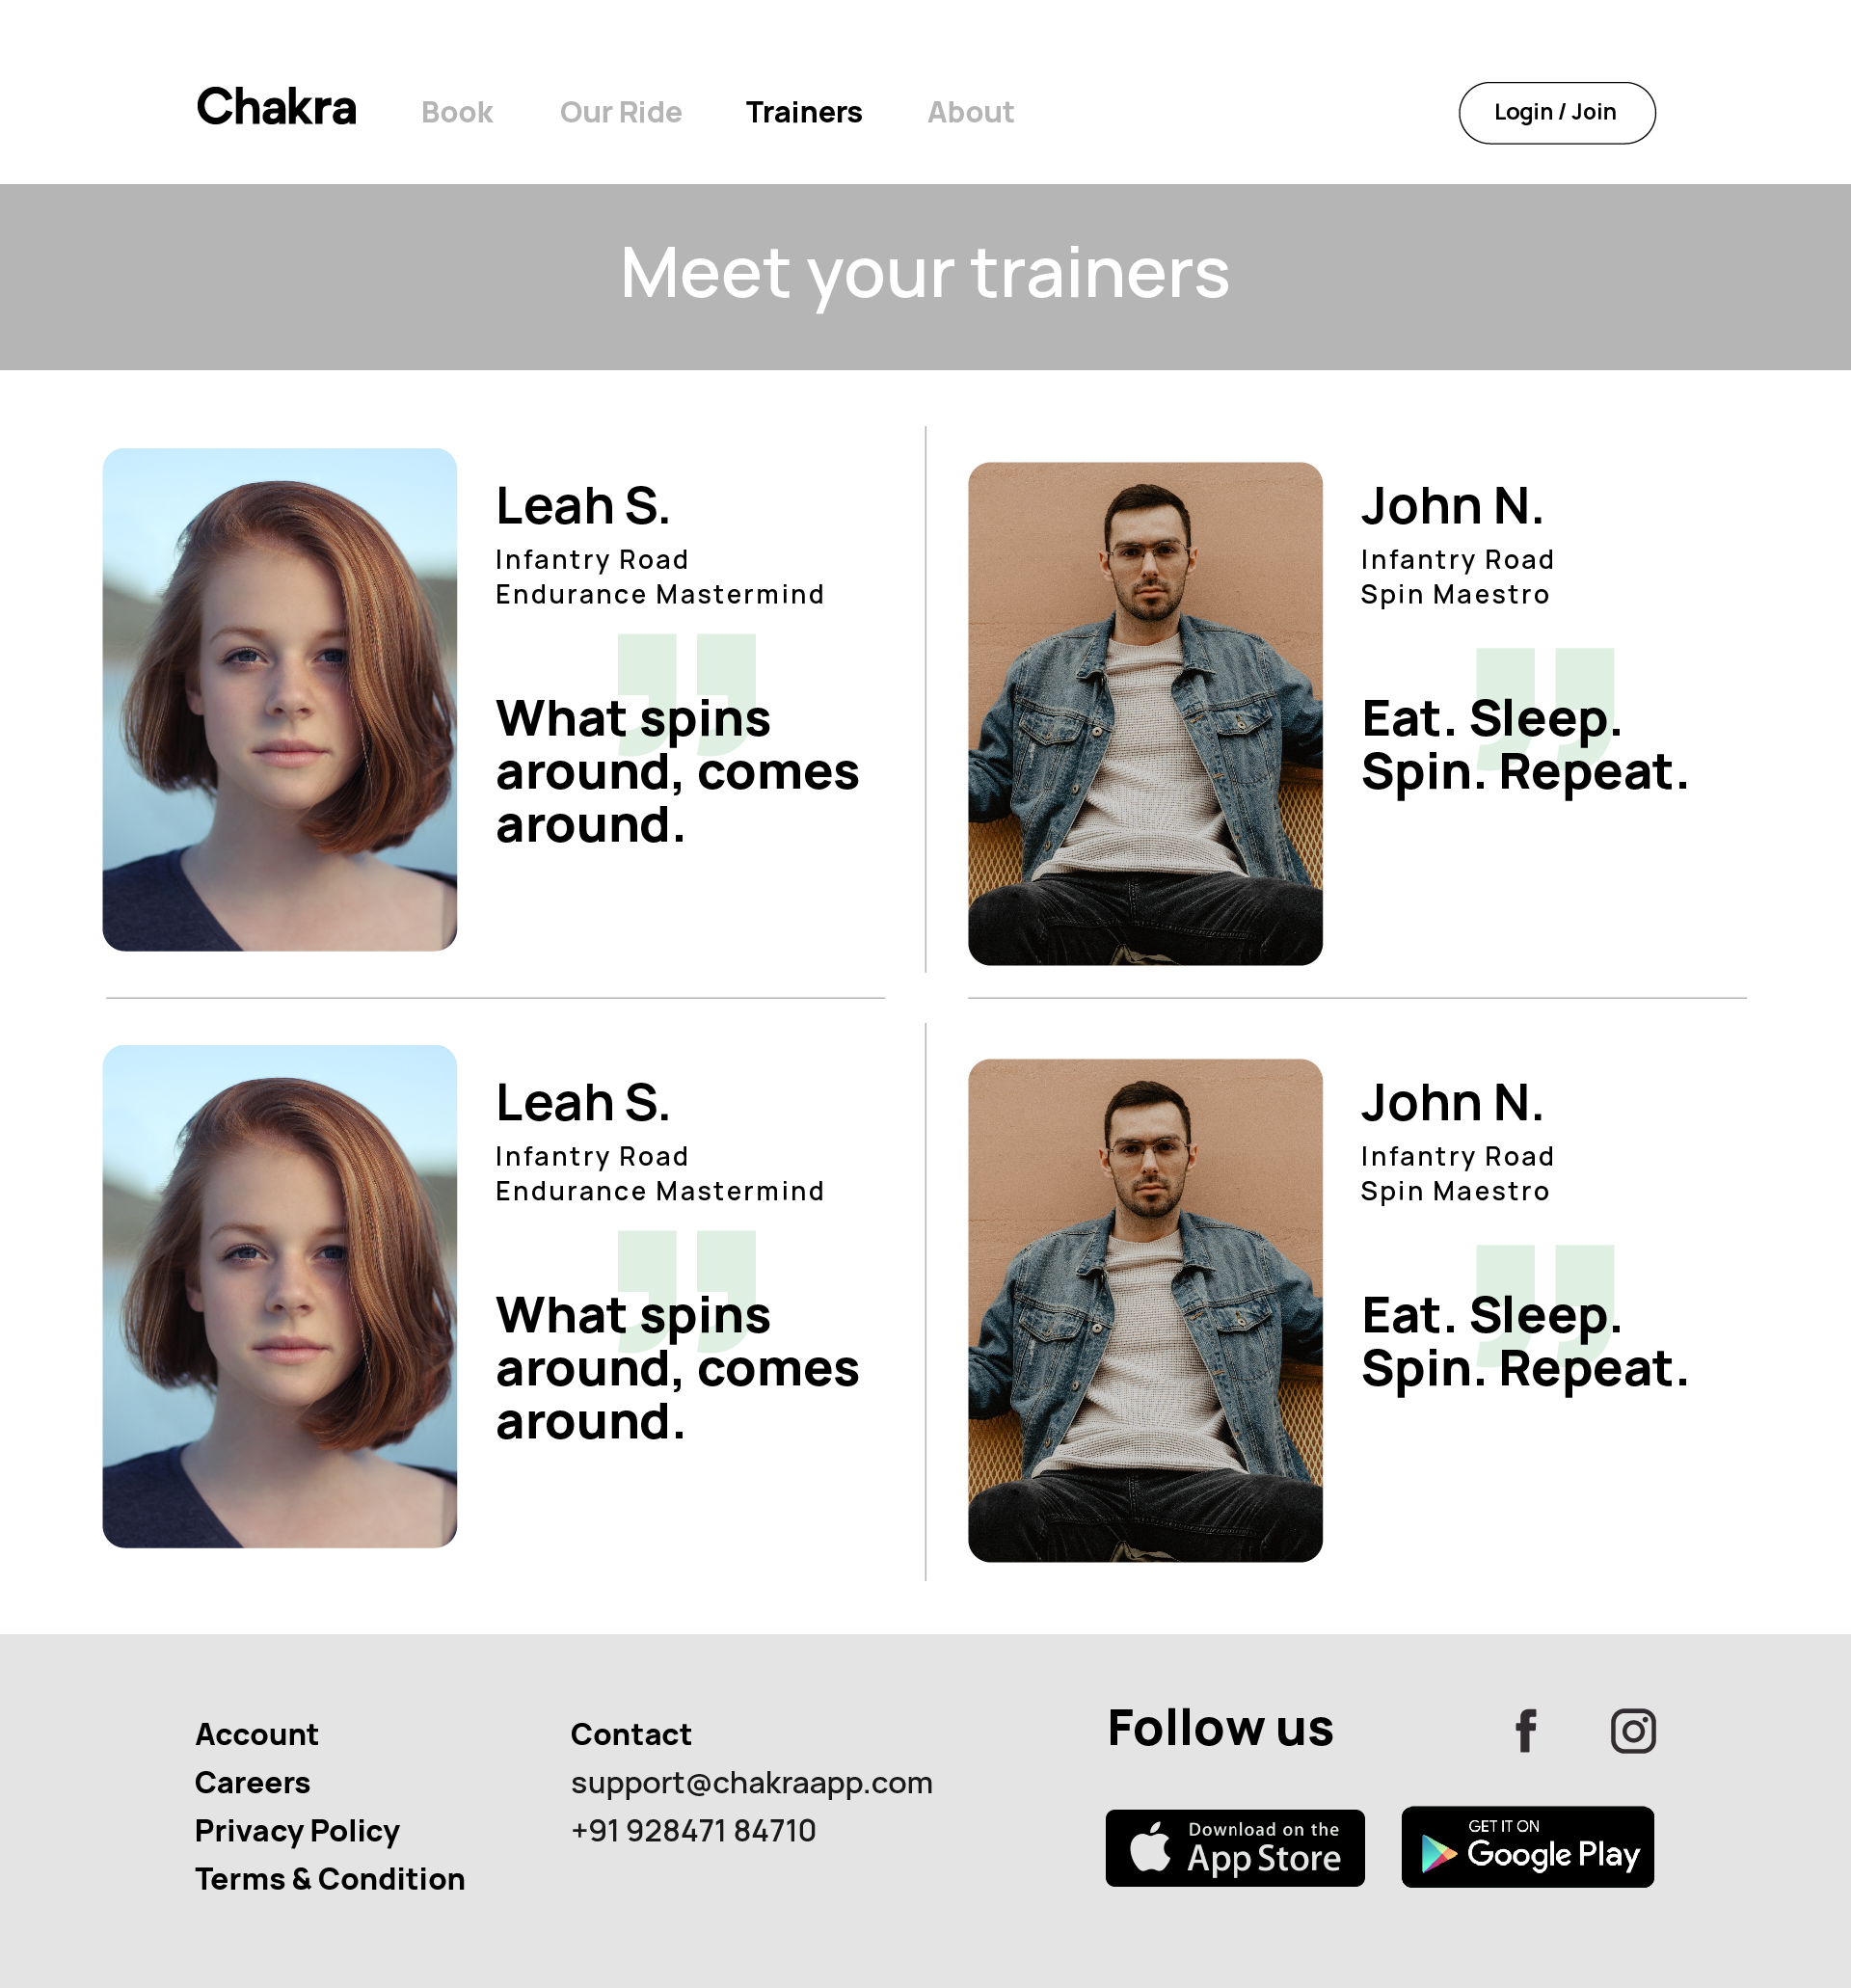 Chakra
Book
Our Ride
Trainers
About
Login / Join
Meet your trainers
Leah S.
Infantry Road
Endurance Mastermind
What spins
around, comes
around.
John N.
Infantry Road
Spin Maestro
Eat. Sleep.
Spin. Repeat.
Leah S.
Infantry Road
Endurance Mastermind
What spins
around, comes
around.
John N.
Infantry Road
Spin Maestro
Eat. Sleep.
Spin. Repeat.
Account
Careers
Privacy Policy
Terms & Condition
Contact
support@chakraapp.com
+91 928471 84710
Follow us
Download on the
App Store
GET IT ON
Google Play